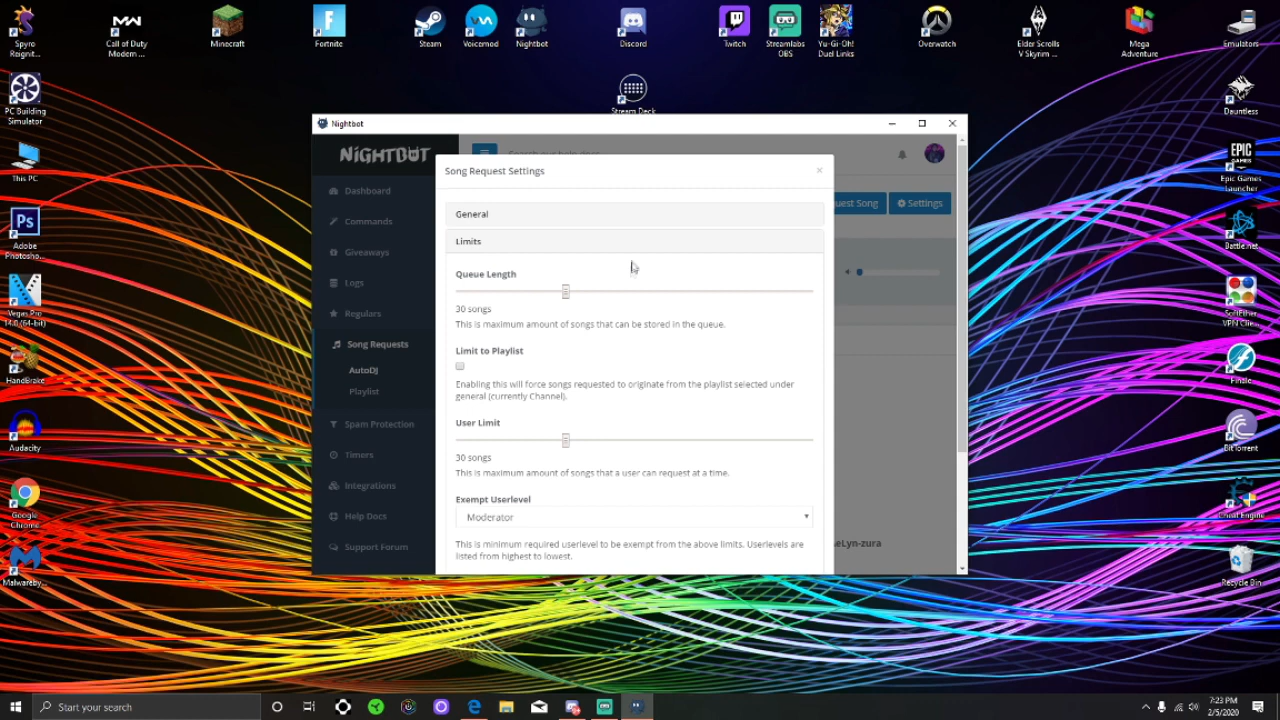 Spyro
Reignit...
Call of Duty
Modern ...
Minecraft
Fortnite
Steam
Voicemod
Nightbot
Discord
Twitch
Streamlabs
OBS
Yu-Gi-Oh!
Duel Links
Overwatch
Elder Scrolls
V Skyrim ...
Mega
Adventure
Emulators
PC Building
Simulator
Stream Deck
Dauntless
This PC
Epic Games
Launcher
Adobe
Photosho...
Battle.net
Vegas Pro
14.0 (64-bit)
SoftEther
VPN Clie...
HandBrake
Finale
Audacity
BitTorrent
Google
Chrome
Cheat Engine
Malwareby...
Recycle Bin
Nightbot
NiGHTBOT
Search our help docs
Dashboard
Commands
Giveaways
Logs
Regulars
Song Requests
AutoDJ
Playlist
Spam Protection
Timers
Integrations
Help Docs
Support Forum
uest Song
Settings
Song Request Settings
×
General
Limits
Queue Length
30 songs
This is maximum amount of songs that can be stored in the queue.
Limit to Playlist
Enabling this will force songs requested to originate from the playlist selected under
general (currently Channel).
User Limit
30 songs
This is maximum amount of songs that a user can request at a time.
Exempt Userlevel
Moderator
This is minimum required userlevel to be exempt from the above limits. Userlevels are
listed from highest to lowest.
Start your search
7:23 PM
2/5/2020